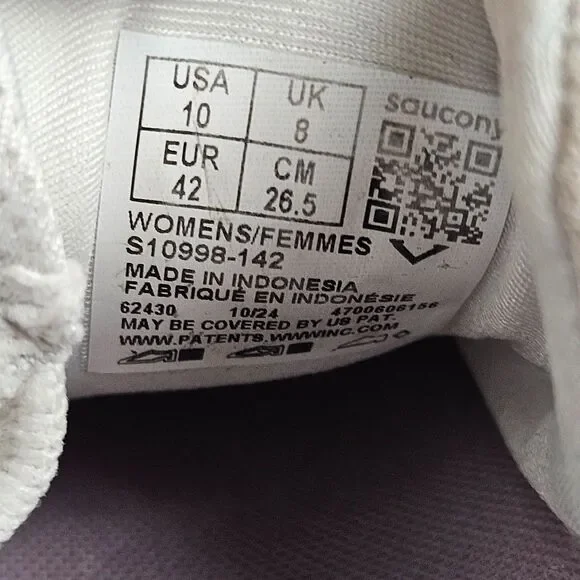 USA
10
UK
8
EUR
42
CM
26.5
saucony
WOMENS/FEMMES
S10998-142
MADE IN INDONESIA
FABRIQUÉ EN INDONÉSIE
62430 10/24 4700606156
MAY BE COVERED BY US PAT.
WWW.PATENTS.WWWINC.COM